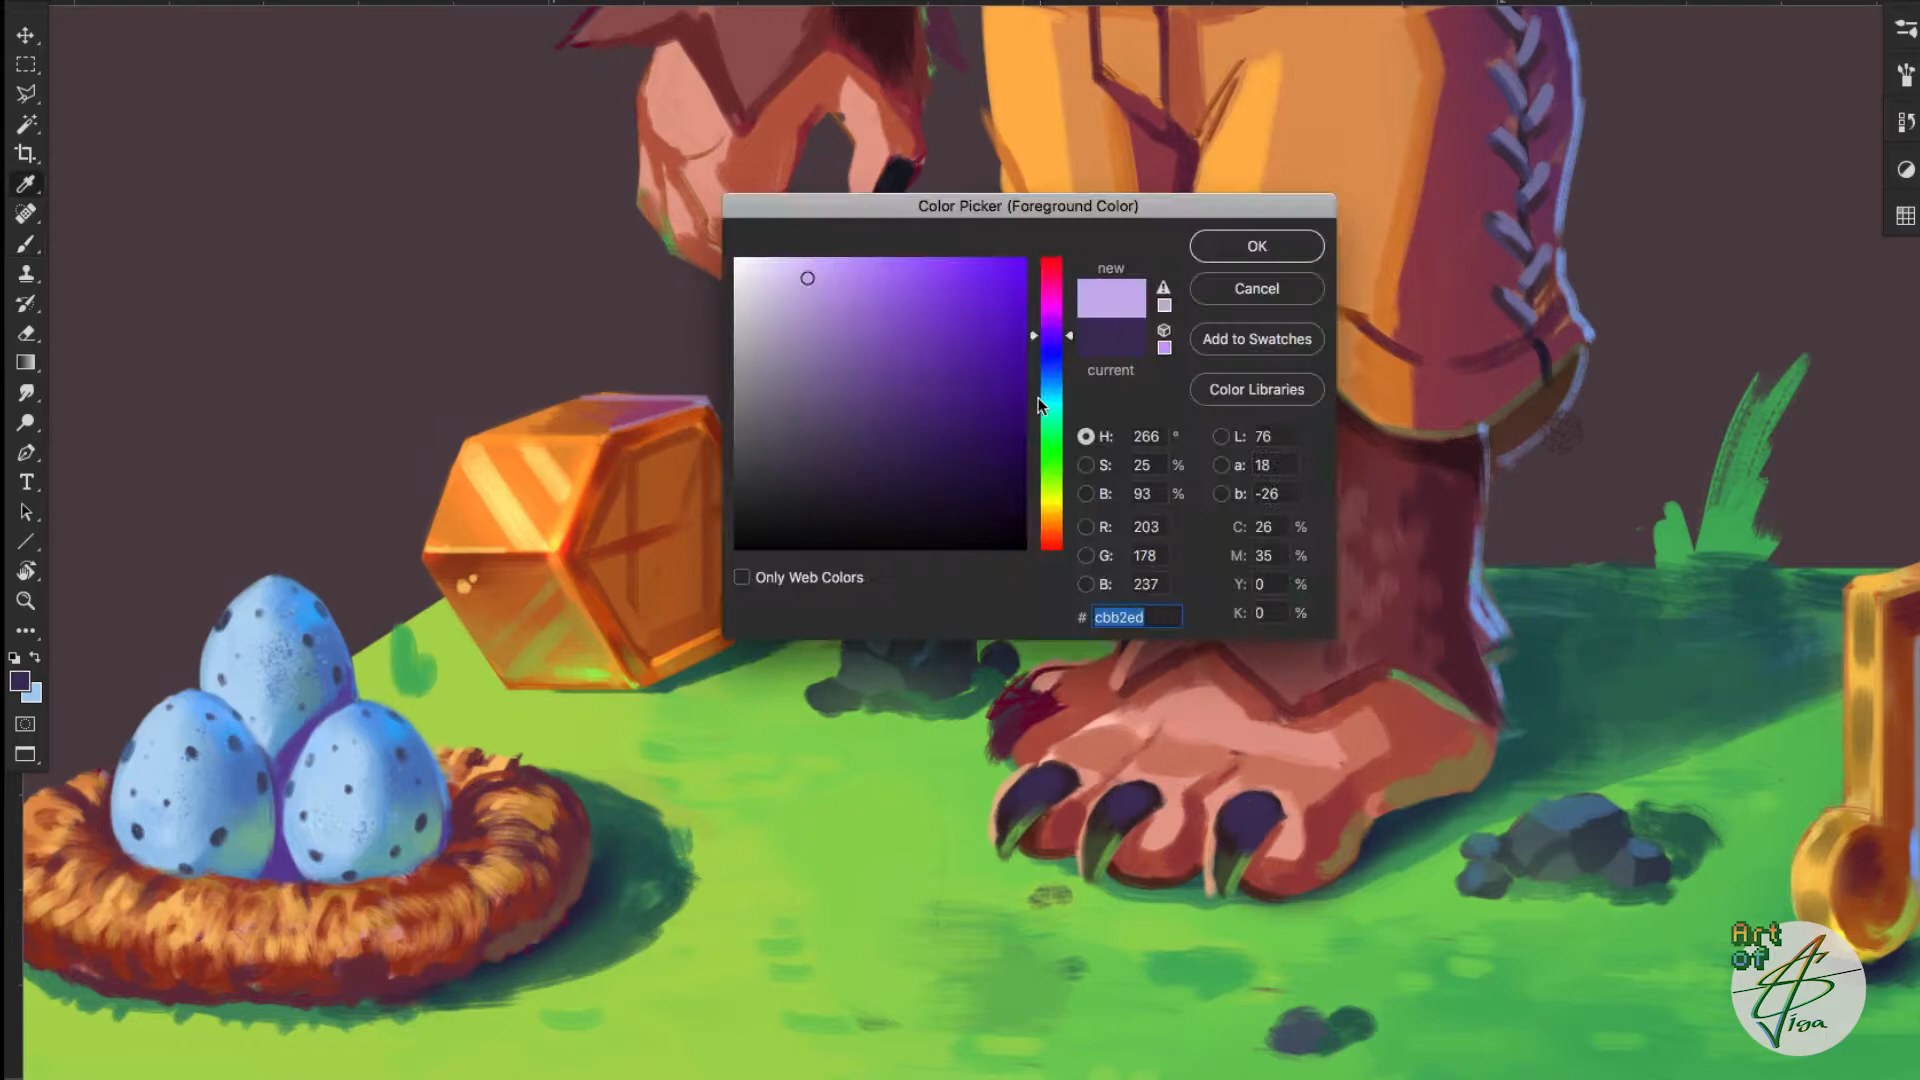 Color Picker (Foreground Color)
new
current
OK
Cancel
Add to Swatches
Color Libraries
H: 266 °
S: 25 %
B: 93 %
R: 203
G: 178
B: 237
# cbb2ed
L: 76
a: 18
b: -26
C: 26 %
M: 35 %
Y: 0 %
K: 0 %
Only Web Colors
T
Art
of